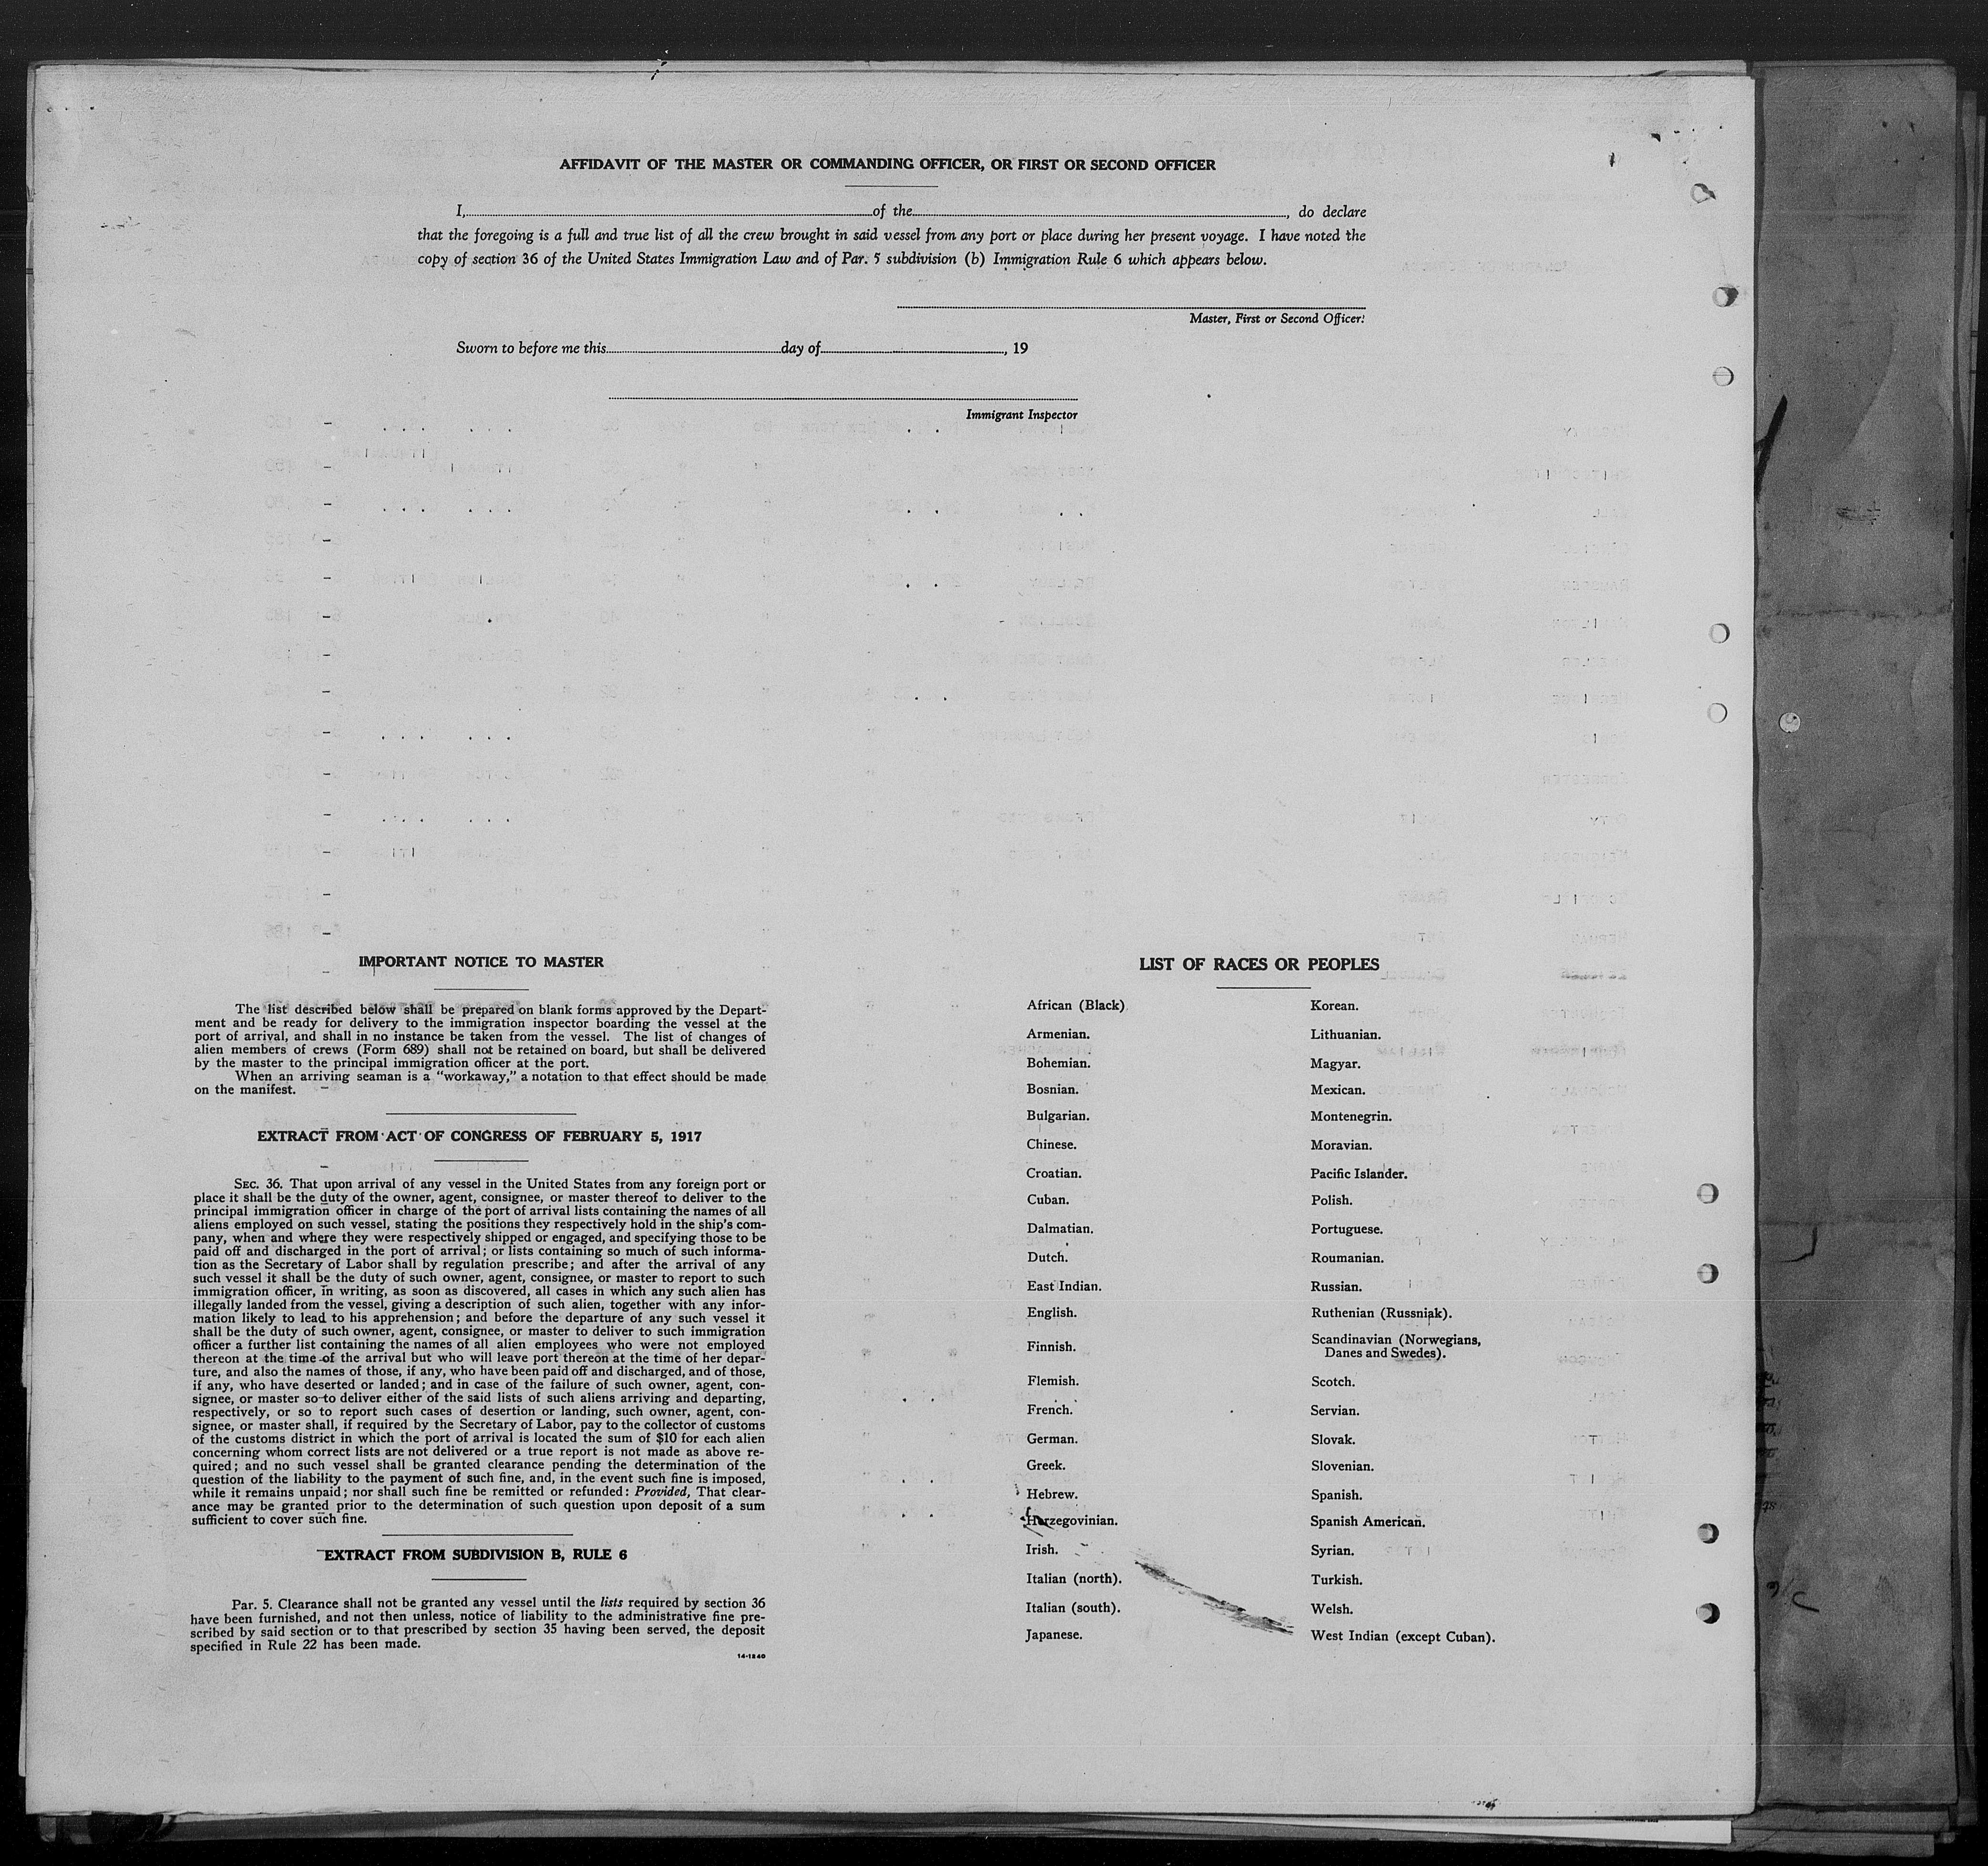 AFFIDAVIT OF THE MASTER OR COMMANDING OFFICER, OR FIRST OR SECOND OFFICER
I, of the , do declare
that the foregoing is a full and true list of all the crew brought in said vessel from any port or place during her present voyage. I have noted the
copy of section 36 of the United States Immigration Law and of Par. 5 subdivision (b) Immigration Rule 6 which appears below.
Master, First or Second Officer.
Sworn to before me this day of , 19
Immigrant Inspector
IMPORTANT NOTICE TO MASTER
The list described below shall be prepared on blank forms approved by the Depart-
ment and be ready for delivery to the immigration inspector boarding the vessel at the
port of arrival, and shall in no instance be taken from the vessel. The list of changes of
alien members of crews (Form 689) shall not be retained on board, but shall be delivered
by the master to the principal immigration officer at the port.
When an arriving seaman is a "workaway," a notation to that effect should be made
on the manifest.
EXTRACT FROM ACT OF CONGRESS OF FEBRUARY 5, 1917
SEC. 36. That upon arrival of any vessel in the United States from any foreign port or
place it shall be the duty of the owner, agent, consignee, or master thereof to deliver to the
principal immigration officer in charge of the port of arrival lists containing the names of all
aliens employed on such vessel, stating the positions they respectively hold in the ship's com-
pany, when and where they were respectively shipped or engaged, and specifying those to be
paid off and discharged in the port of arrival; or lists containing so much of such informa-
tion as the Secretary of Labor shall by regulation prescribe; and after the arrival of any
such vessel it shall be the duty of such owner, agent, consignee, or master to report to such
immigration officer, in writing, as soon as discovered, all cases in which any such alien has
illegally landed from the vessel, giving a description of such alien, together with any infor-
mation likely to lead to his apprehension; and before the departure of any such vessel it
shall be the duty of such owner, agent, consignee, or master to deliver to such immigration
officer a further list containing the names of all alien employees who were not employed
thereon at the time of the arrival but who will leave port thereon at the time of her depar-
ture, and also the names of those, if any, who have been paid off and discharged, and of those,
if any, who have deserted or landed; and in case of the failure of such owner, agent, con-
signee, or master so to deliver either of the said lists of such aliens arriving and departing,
respectively, or so to report such cases of desertion or landing, such owner, agent, con-
signee, or master shall, if required by the Secretary of Labor, pay to the collector of customs
of the customs district in which the port of arrival is located the sum of $10 for each alien
concerning whom correct lists are not delivered or a true report is not made as above re-
quired; and no such vessel shall be granted clearance pending the determination of the
question of the liability to the payment of such fine, and, in the event such fine is imposed,
while it remains unpaid; nor shall such fine be remitted or refunded: Provided, That clear-
ance may be granted prior to the determination of such question upon deposit of a sum
sufficient to cover such fine.
EXTRACT FROM SUBDIVISION B, RULE 6
Par. 5. Clearance shall not be granted any vessel until the lists required by section 36
have been furnished, and not then unless, notice of liability to the administrative fine pre-
scribed by said section or to that prescribed by section 35 having been served, the deposit
specified in Rule 22 has been made.
14-1240
LIST OF RACES OR PEOPLES
African (Black)
Armenian.
Bohemian.
Bosnian.
Bulgarian.
Chinese.
Croatian.
Cuban.
Dalmatian.
Dutch.
East Indian.
English.
Finnish.
Flemish.
French.
German.
Greek.
Hebrew.
Herzegovinian.
Irish.
Italian (north).
Italian (south).
Japanese.
Korean.
Lithuanian.
Magyar.
Mexican.
Montenegrin.
Moravian.
Pacific Islander.
Polish.
Portuguese.
Roumanian.
Russian.
Ruthenian (Russniak).
Scandinavian (Norwegians,
Danes and Swedes).
Scotch.
Servian.
Slovak.
Slovenian.
Spanish.
Spanish American.
Syrian.
Turkish.
Welsh.
West Indian (except Cuban).